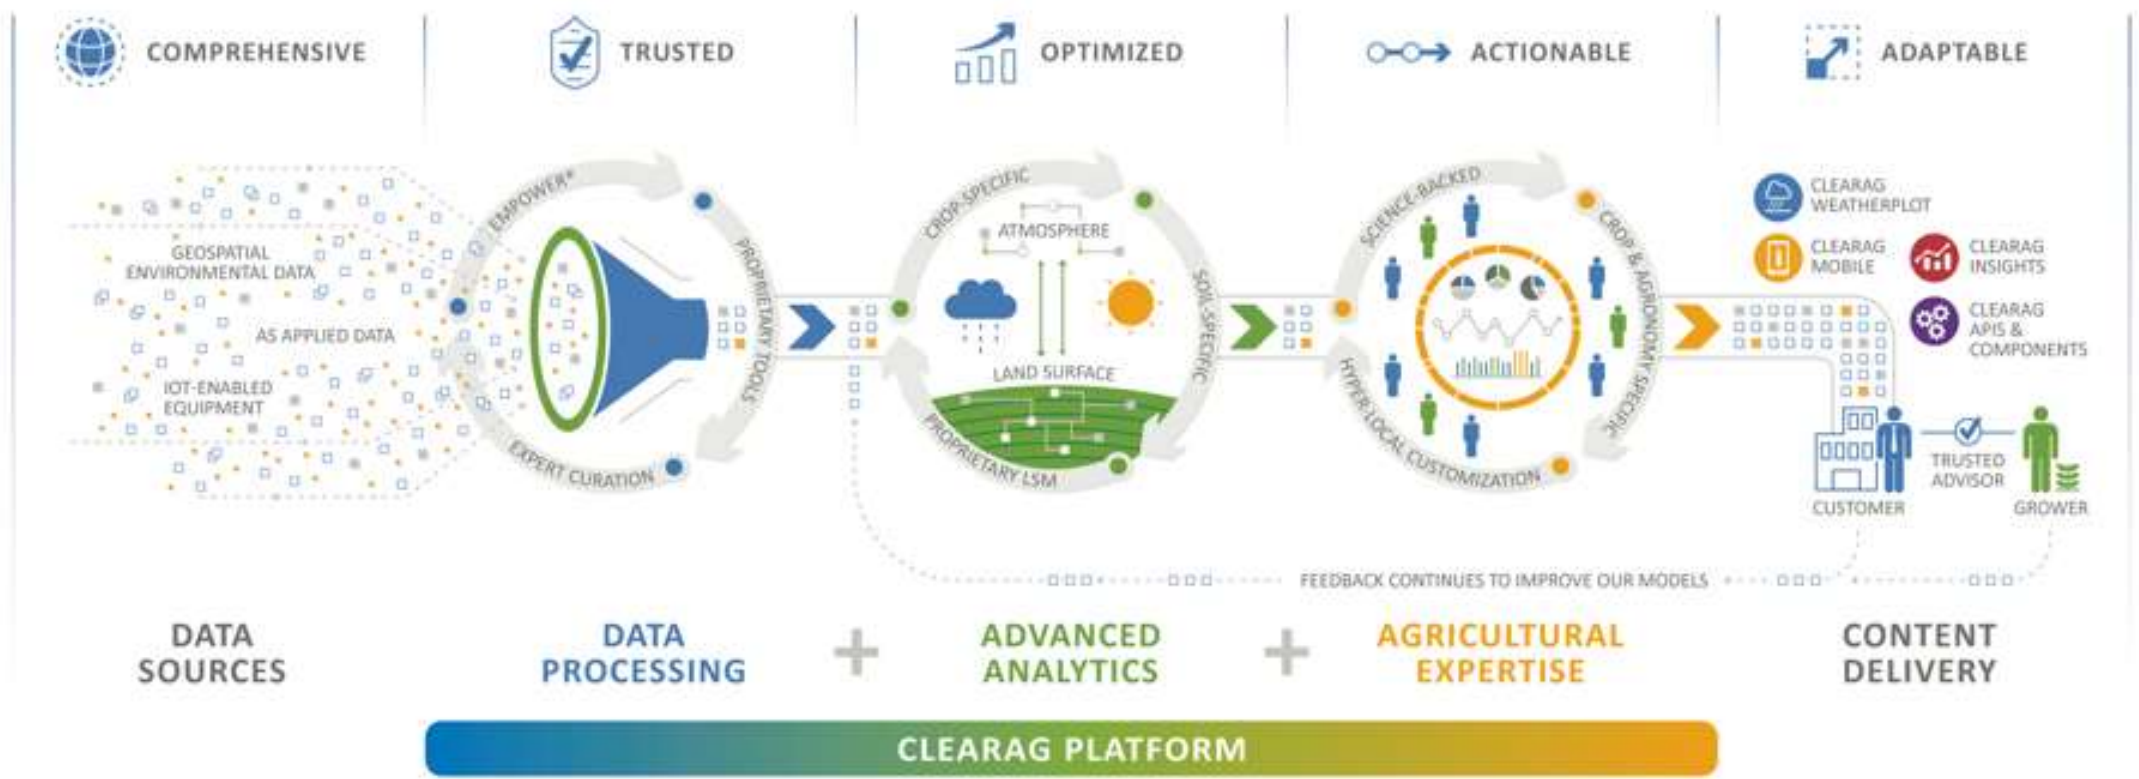 COMPREHENSIVE
TRUSTED
OPTIMIZED
ACTIONABLE
ADAPTABLE
GEOSPATIAL
ENVIRONMENTAL DATA
AS APPLIED DATA
IOT-ENABLED
EQUIPMENT
EMPOWER®
PROPRIETARY TOOLS
EXPERT CURATION
CROP-SPECIFIC
SOIL-SPECIFIC
PROPRIETARY LSM
ATMOSPHERE
LAND SURFACE
SCIENCE-BACKED
CROP & AGRONOMY SPECIFIC
HYPER-LOCAL CUSTOMIZATION
CLEARAG
WEATHERPLOT
CLEARAG
MOBILE
CLEARAG
INSIGHTS
CLEARAG
APIS &
COMPONENTS
TRUSTED
ADVISOR
CUSTOMER
GROWER
FEEDBACK CONTINUES TO IMPROVE OUR MODELS
DATA
SOURCES
DATA
PROCESSING
+
ADVANCED
ANALYTICS
+
AGRICULTURAL
EXPERTISE
CONTENT
DELIVERY
CLEARAG PLATFORM